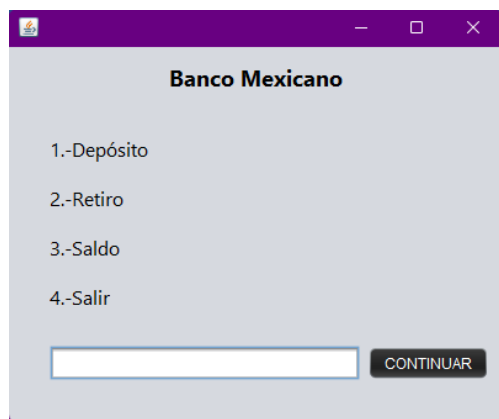 Banco Mexicano
1.-Depósito
2.-Retiro
3.-Saldo
4.-Salir
CONTINUAR